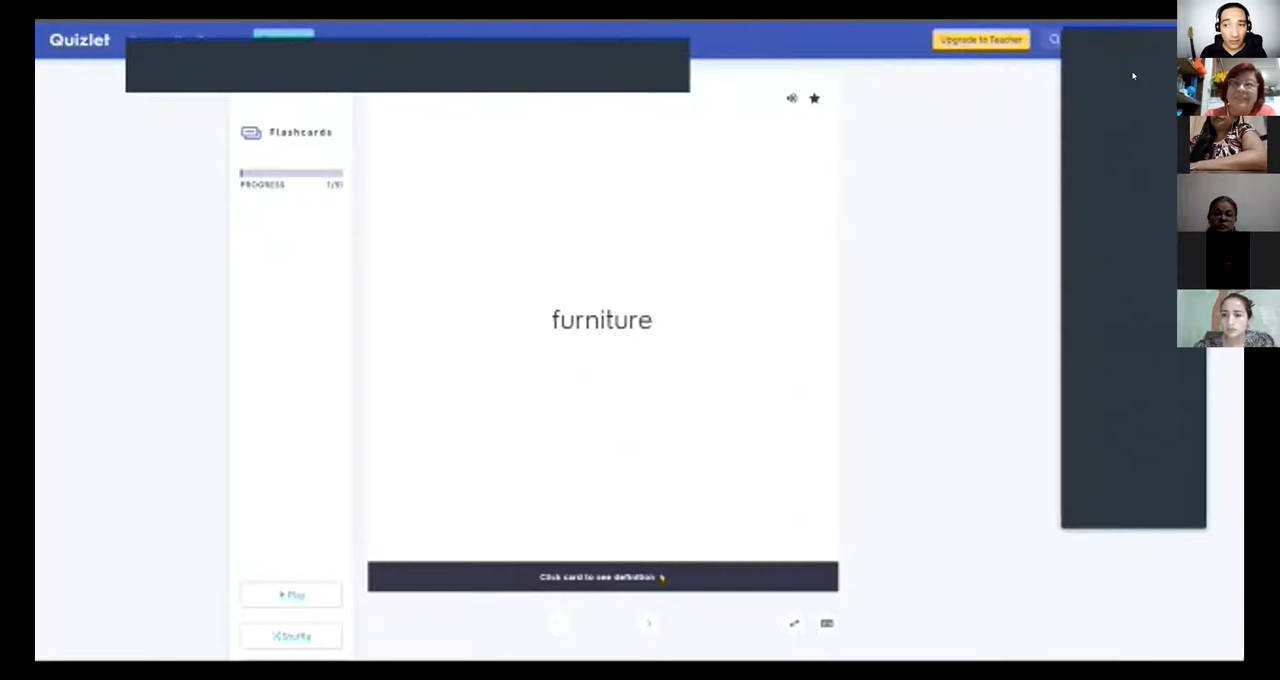 Quizlet
Upgrade to Teacher
Flashcards
PROGRESS
furniture
Click card to see definition
Play
Shuffle